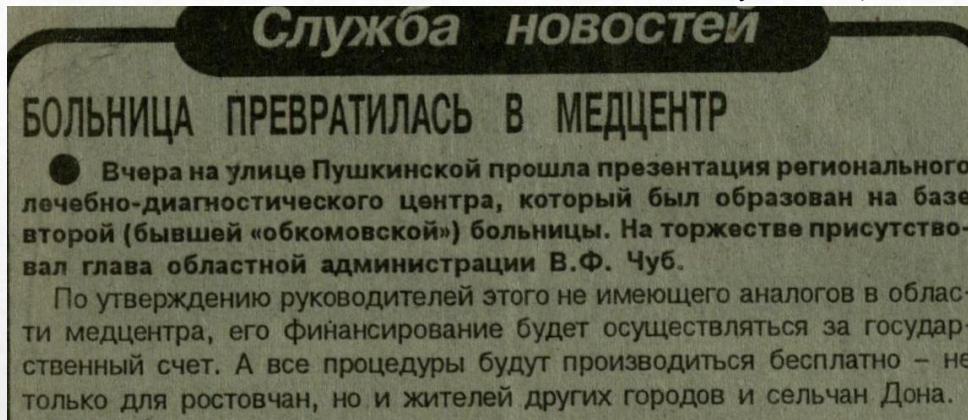 Служба новостей
БОЛЬНИЦА ПРЕВРАТИЛАСЬ В МЕДЦЕНТР
● Вчера на улице Пушкинской прошла презентация регионального
лечебно-диагностического центра, который был образован на базе
второй (бывшей «обкомовской») больницы. На торжестве присутство-
вал глава областной администрации В.Ф. Чуб.
По утверждению руководителей этого не имеющего аналогов в облас-
ти медцентра, его финансирование будет осуществляться за государ-
ственный счет. А все процедуры будут производиться бесплатно – не
только для ростовчан, но и жителей других городов и сельчан Дона.